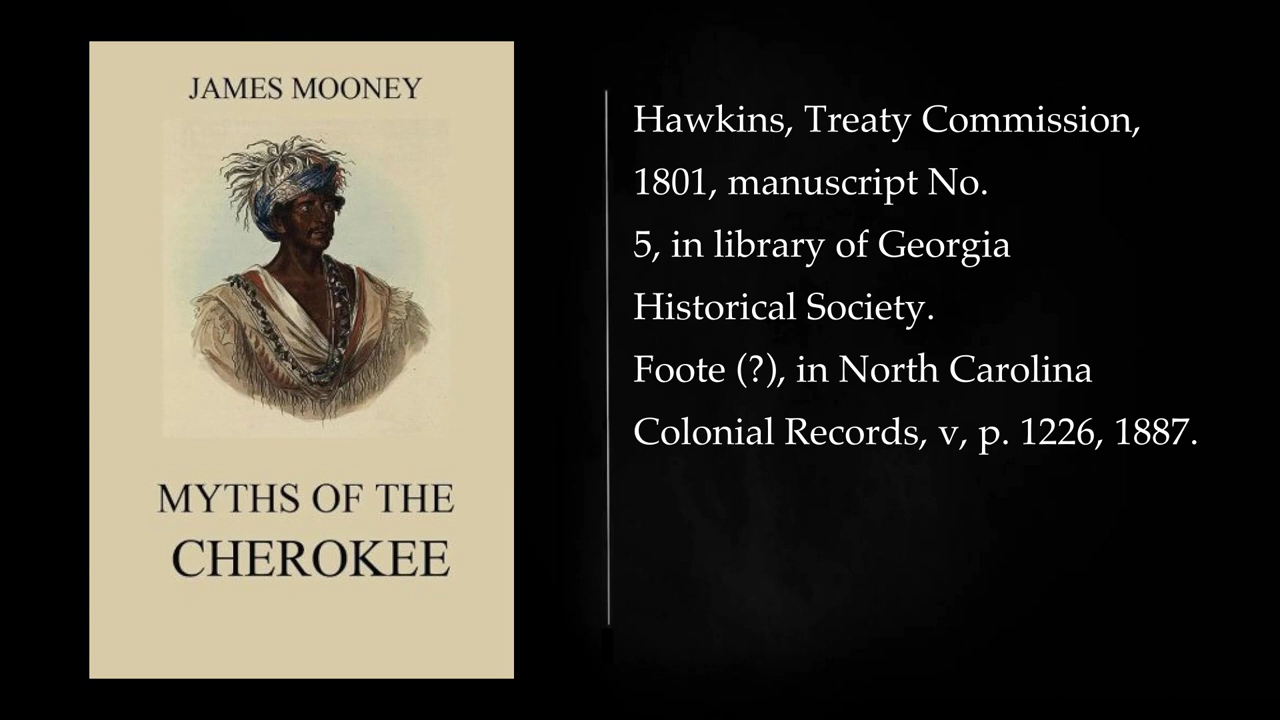 JAMES MOONEY
MYTHS OF THE
CHEROKEE
Hawkins, Treaty Commission,
1801, manuscript No.
5, in library of Georgia
Historical Society.
Foote (?), in North Carolina
Colonial Records, v, p. 1226, 1887.